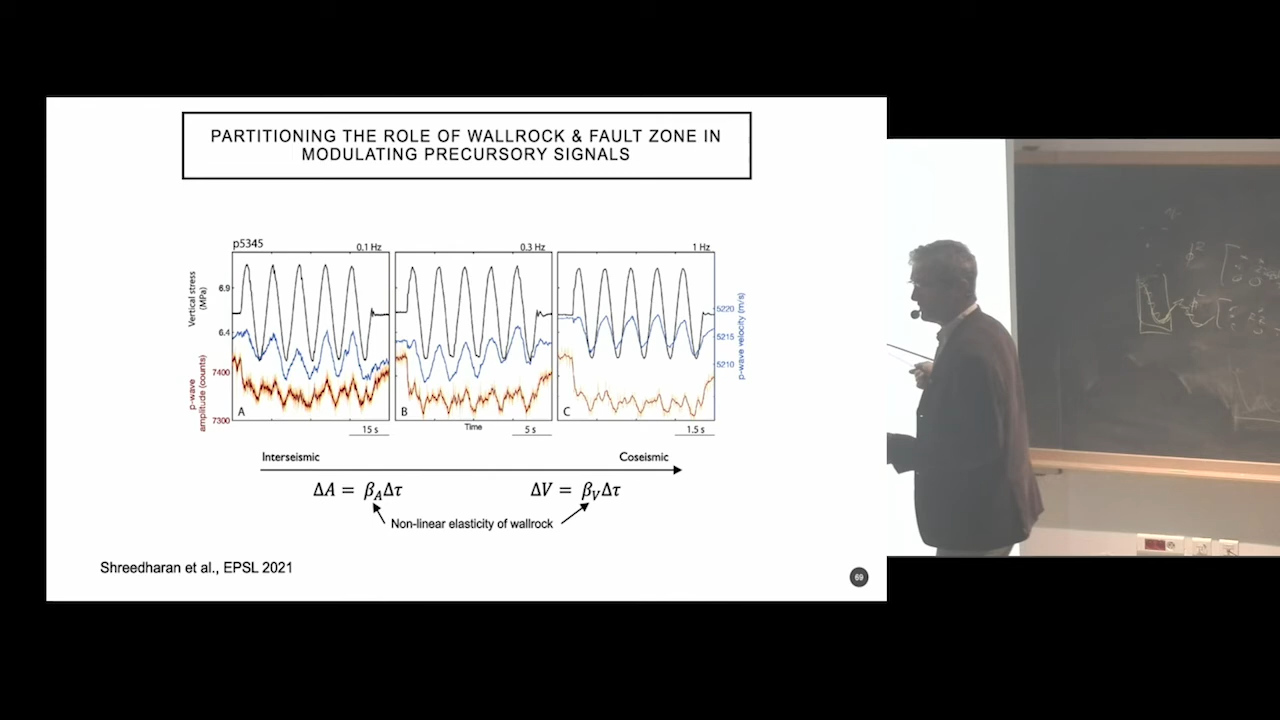 PARTITIONING THE ROLE OF WALLROCK & FAULT ZONE IN
MODULATING PRECURSORY SIGNALS
p5345
0.1 Hz
0.3 Hz
1 Hz
Vertical stress
(MPa)
6.9
6.4
p-wave
amplitude (counts)
7400
7300
A
B
C
5220
5215
5210
p-wave velocity (m/s)
15 s
Time
5 s
1.5 s
Interseismic
Coseismic
ΔA = β_AΔτ
ΔV = β_VΔτ
Non-linear elasticity of wallrock
Shreedharan et al., EPSL 2021
69